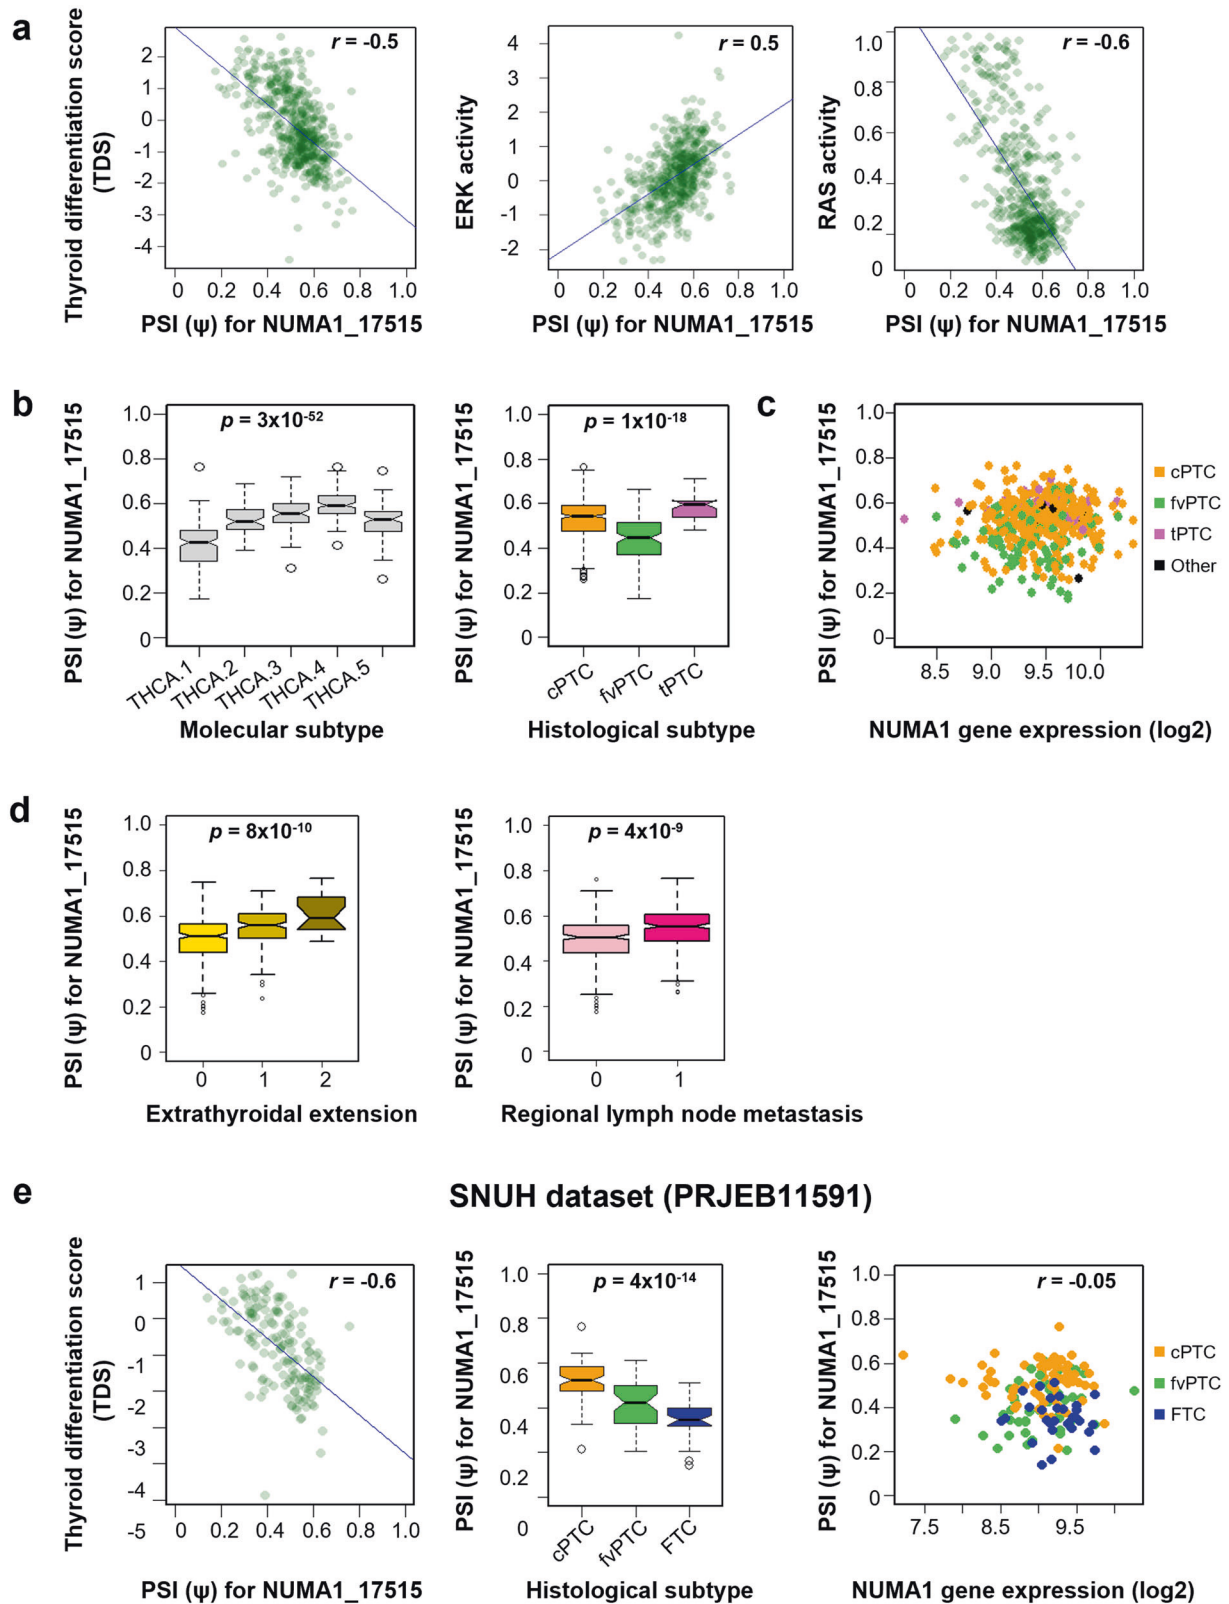 a
Thyroid differentiation score
(TDS)
2
1
0
-1
-2
-3
-4
r = -0.5
0 0.2 0.4 0.6 0.8 1.0
PSI (ψ) for NUMA1_17515
ERK activity
4
3
2
1
0
-1
-2
r = 0.5
0 0.2 0.4 0.6 0.8 1.0
PSI (ψ) for NUMA1_17515
RAS activity
1.0
0.8
0.6
0.4
0.2
0
r = -0.6
0 0.2 0.4 0.6 0.8 1.0
PSI (ψ) for NUMA1_17515
b
PSI (ψ) for NUMA1_17515
1.0
0.8
0.6
0.4
0.2
0
p = 3x10-52
THCA.1 THCA.2 THCA.3 THCA.4 THCA.5
Molecular subtype
PSI (ψ) for NUMA1_17515
1.0
0.8
0.6
0.4
0.2
0
p = 1x10-18
cPTC fvPTC tPTC
Histological subtype
c
PSI (ψ) for NUMA1_17515
1.0
0.8
0.6
0.4
0.2
0
8.5 9.0 9.5 10.0
NUMA1 gene expression (log2)
cPTC
fvPTC
tPTC
Other
d
PSI (ψ) for NUMA1_17515
1.0
0.8
0.6
0.4
0.2
0
p = 8x10-10
0 1 2
Extrathyroidal extension
PSI (ψ) for NUMA1_17515
1.0
0.8
0.6
0.4
0.2
0
p = 4x10-9
0 1
Regional lymph node metastasis
e
SNUH dataset (PRJEB11591)
Thyroid differentiation score
(TDS)
1
0
-1
-2
-3
-4
-5
r = -0.6
0 0.2 0.4 0.6 0.8 1.0
PSI (ψ) for NUMA1_17515
PSI (ψ) for NUMA1_17515
1.0
0.8
0.6
0.4
0.2
0
p = 4x10-14
cPTC fvPTC FTC
Histological subtype
PSI (ψ) for NUMA1_17515
1.0
0.8
0.6
0.4
0.2
0
r = -0.05
7.5 8.5 9.5
NUMA1 gene expression (log2)
cPTC
fvPTC
FTC